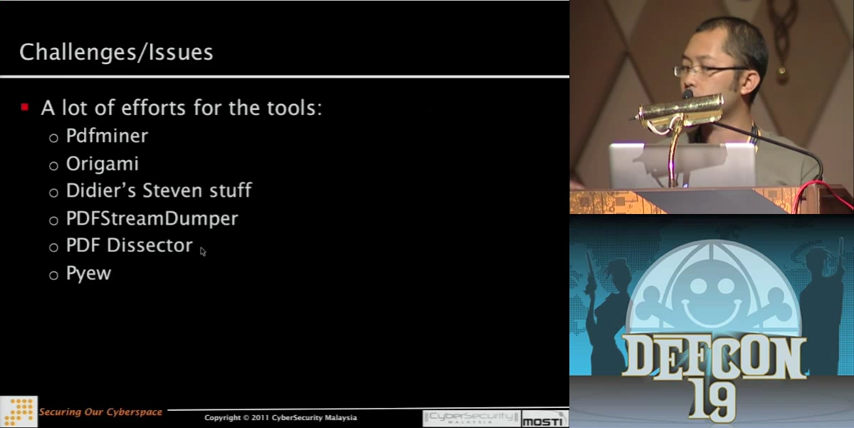 Challenges/Issues
A lot of efforts for the tools:
Pdfminer
Origami
Didier's Steven stuff
PDFStreamDumper
PDF Dissector
Pyew
Securing Our Cyberspace
Copyright © 2011 CyberSecurity Malaysia
CyberSecurity
MALAYSIA
MOSTI
DEFCON
19